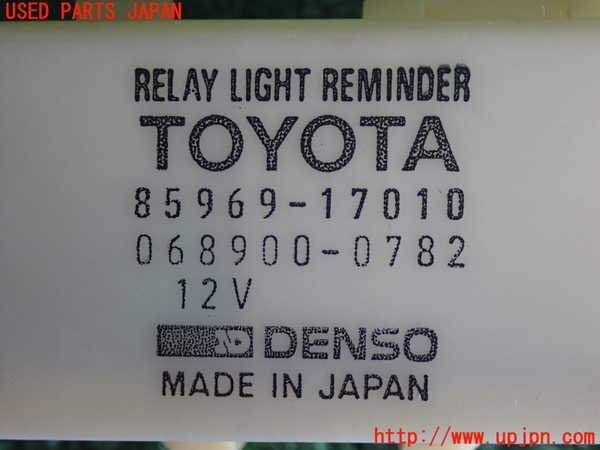 USED PARTS JAPAN
RELAY LIGHT REMINDER
TOYOTA
85969-17010
068900-0782
12V
ND DENSO
MADE IN JAPAN
http://www.upjpn.com